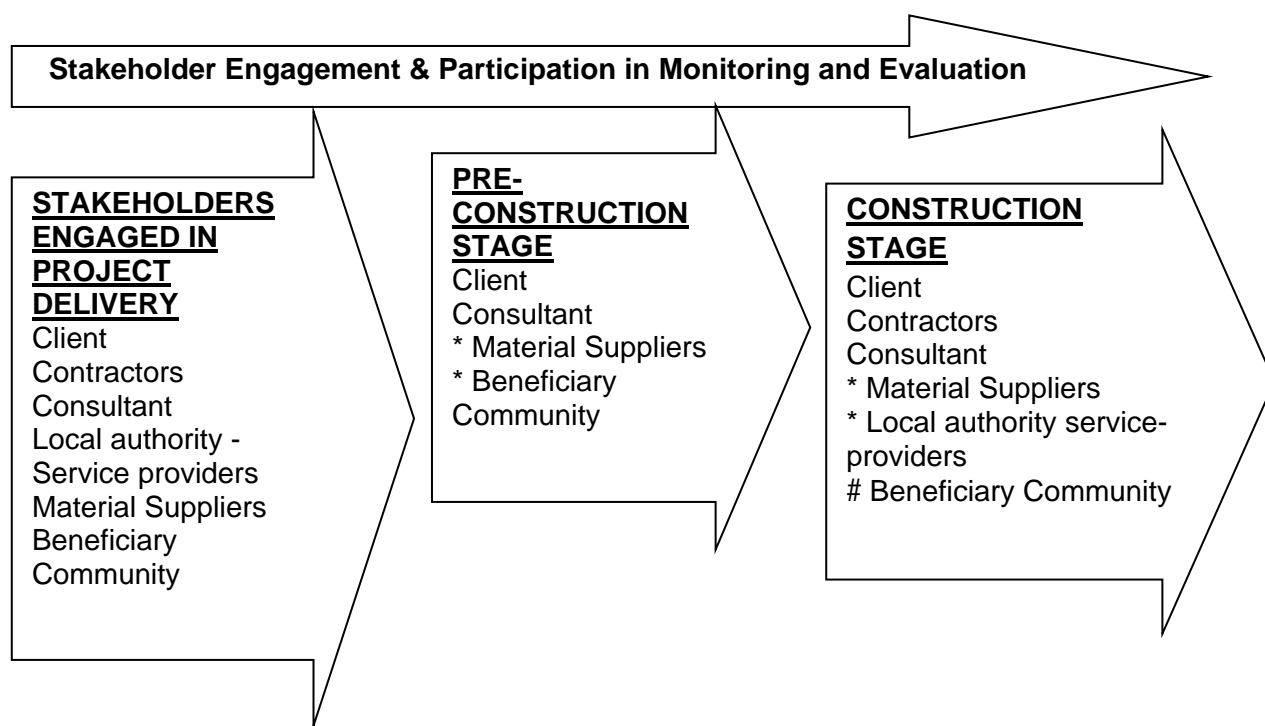 Stakeholder Engagement & Participation in Monitoring and Evaluation
STAKEHOLDERS
ENGAGED IN
PROJECT
DELIVERY
Client
Contractors
Consultant
Local authority -
Service providers
Material Suppliers
Beneficiary
Community
PRE-
CONSTRUCTION
STAGE
Client
Consultant
* Material Suppliers
* Beneficiary
Community
CONSTRUCTION
STAGE
Client
Contractors
Consultant
* Material Suppliers
* Local authority service-
providers
# Beneficiary Community